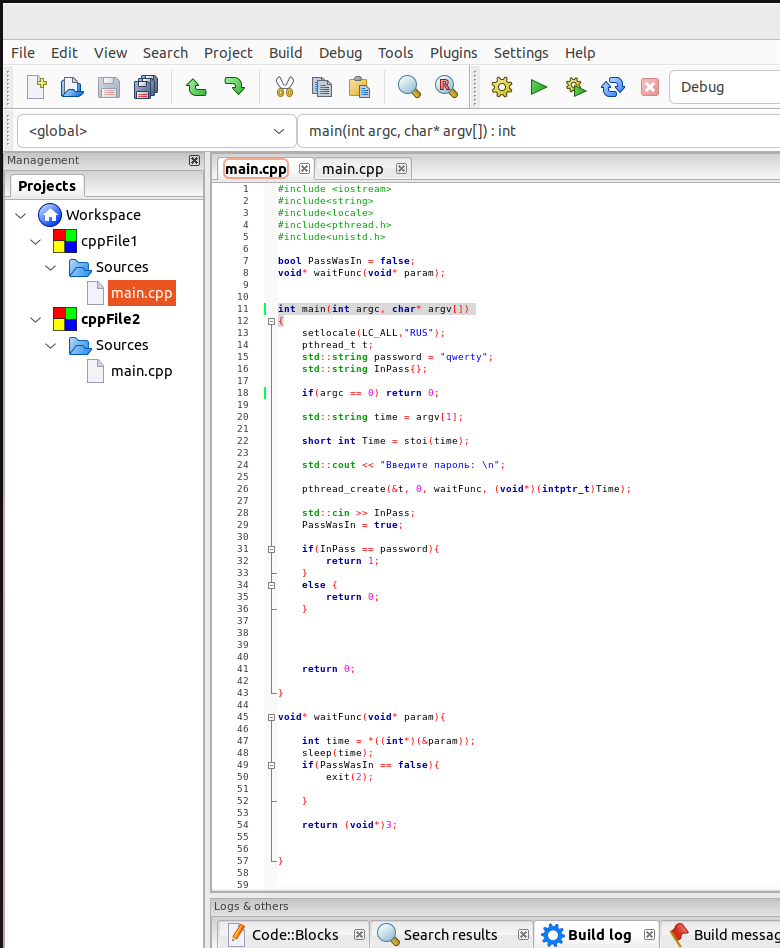 File Edit View Search Project Build Debug Tools Plugins Settings Help
Debug
<global> main(int argc, char* argv[]) : int
Management
Projects
Workspace
cppFile1
Sources
main.cpp
cppFile2
Sources
main.cpp
main.cpp main.cpp
1 #include <iostream>
2 #include<string>
3 #include<locale>
4 #include<pthread.h>
5 #include<unistd.h>
6
7 bool PassWasIn = false;
8 void* waitFunc(void* param);
9
10
11 int main(int argc, char* argv[])
12 {
13 setlocale(LC_ALL,"RUS");
14 pthread_t t;
15 std::string password = "qwerty";
16 std::string InPass{};
17
18 if(argc == 0) return 0;
19
20 std::string time = argv[1];
21
22 short int Time = stoi(time);
23
24 std::cout << "Введите пароль: \n";
25
26 pthread_create(&t, 0, waitFunc, (void*)(intptr_t)Time);
27
28 std::cin >> InPass;
29 PassWasIn = true;
30
31 if(InPass == password){
32 return 1;
33 }
34 else {
35 return 0;
36 }
37
38
39
40
41 return 0;
42
43 }
44
45 void* waitFunc(void* param){
46
47 int time = *((int*)(&param));
48 sleep(time);
49 if(PassWasIn == false){
50 exit(2);
51
52 }
53
54 return (void*)3;
55
56
57 }
58
59
Logs & others
Code::Blocks Search results Build log Build messag